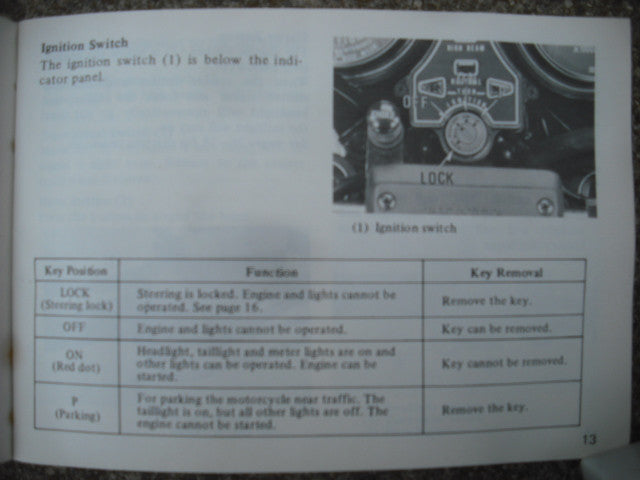 Ignition Switch
The ignition switch (1) is below the indi-
cator panel.
HIGH BEAM
NEUTRAL
TURN
OFF
IGNITION
LOCK
(1) Ignition switch
Key Position Function Key Removal
LOCK
(Steering lock)
Steering is locked. Engine and lights cannot be
operated. See page 16.
Remove the key.
OFF Engine and lights cannot be operated. Key can be removed.
ON
(Red dot)
Headlight, taillight and meter lights are on and
other lights can be operated. Engine can be
started.
Key cannot be removed.
P
(Parking)
For parking the motorcycle near traffic. The
taillight is on, but all other lights are off. The
engine cannot be started.
Remove the key.
13